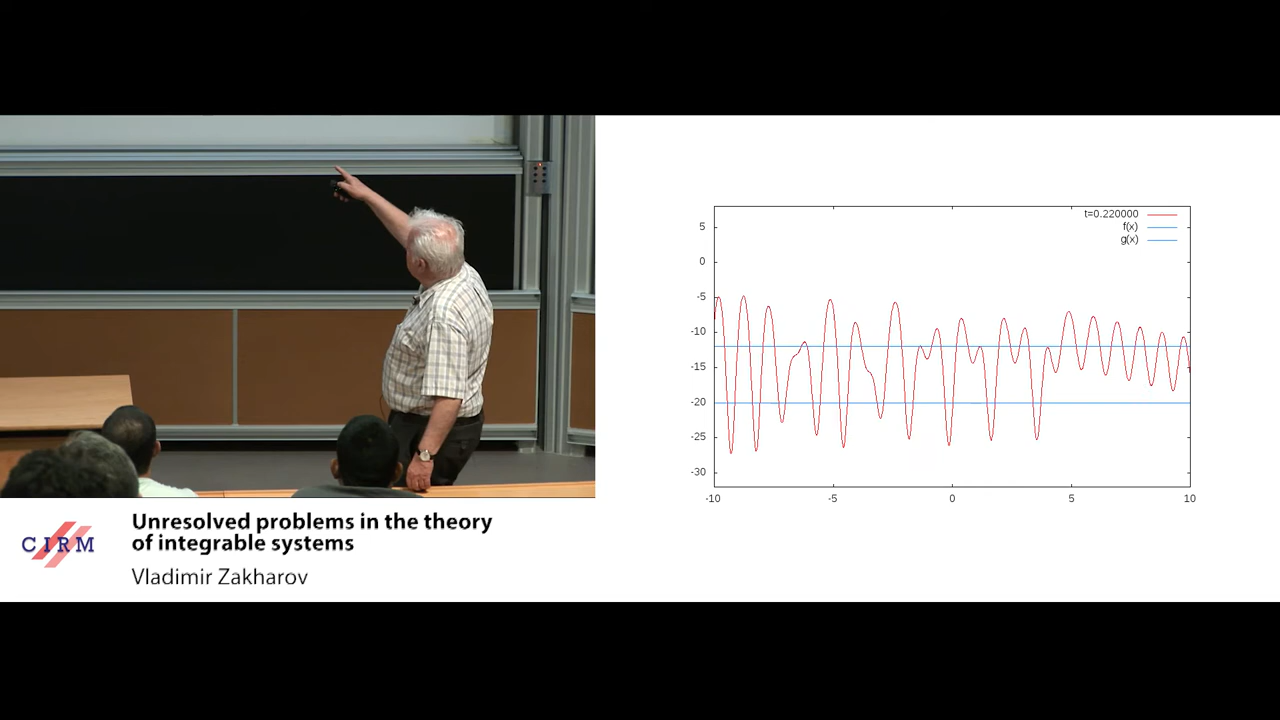 t=0.220000
f(x)
g(x)
5
0
-5
-10
-15
-20
-25
-30
-10
-5
0
5
10
CIRM
Unresolved problems in the theory
of integrable systems
Vladimir Zakharov